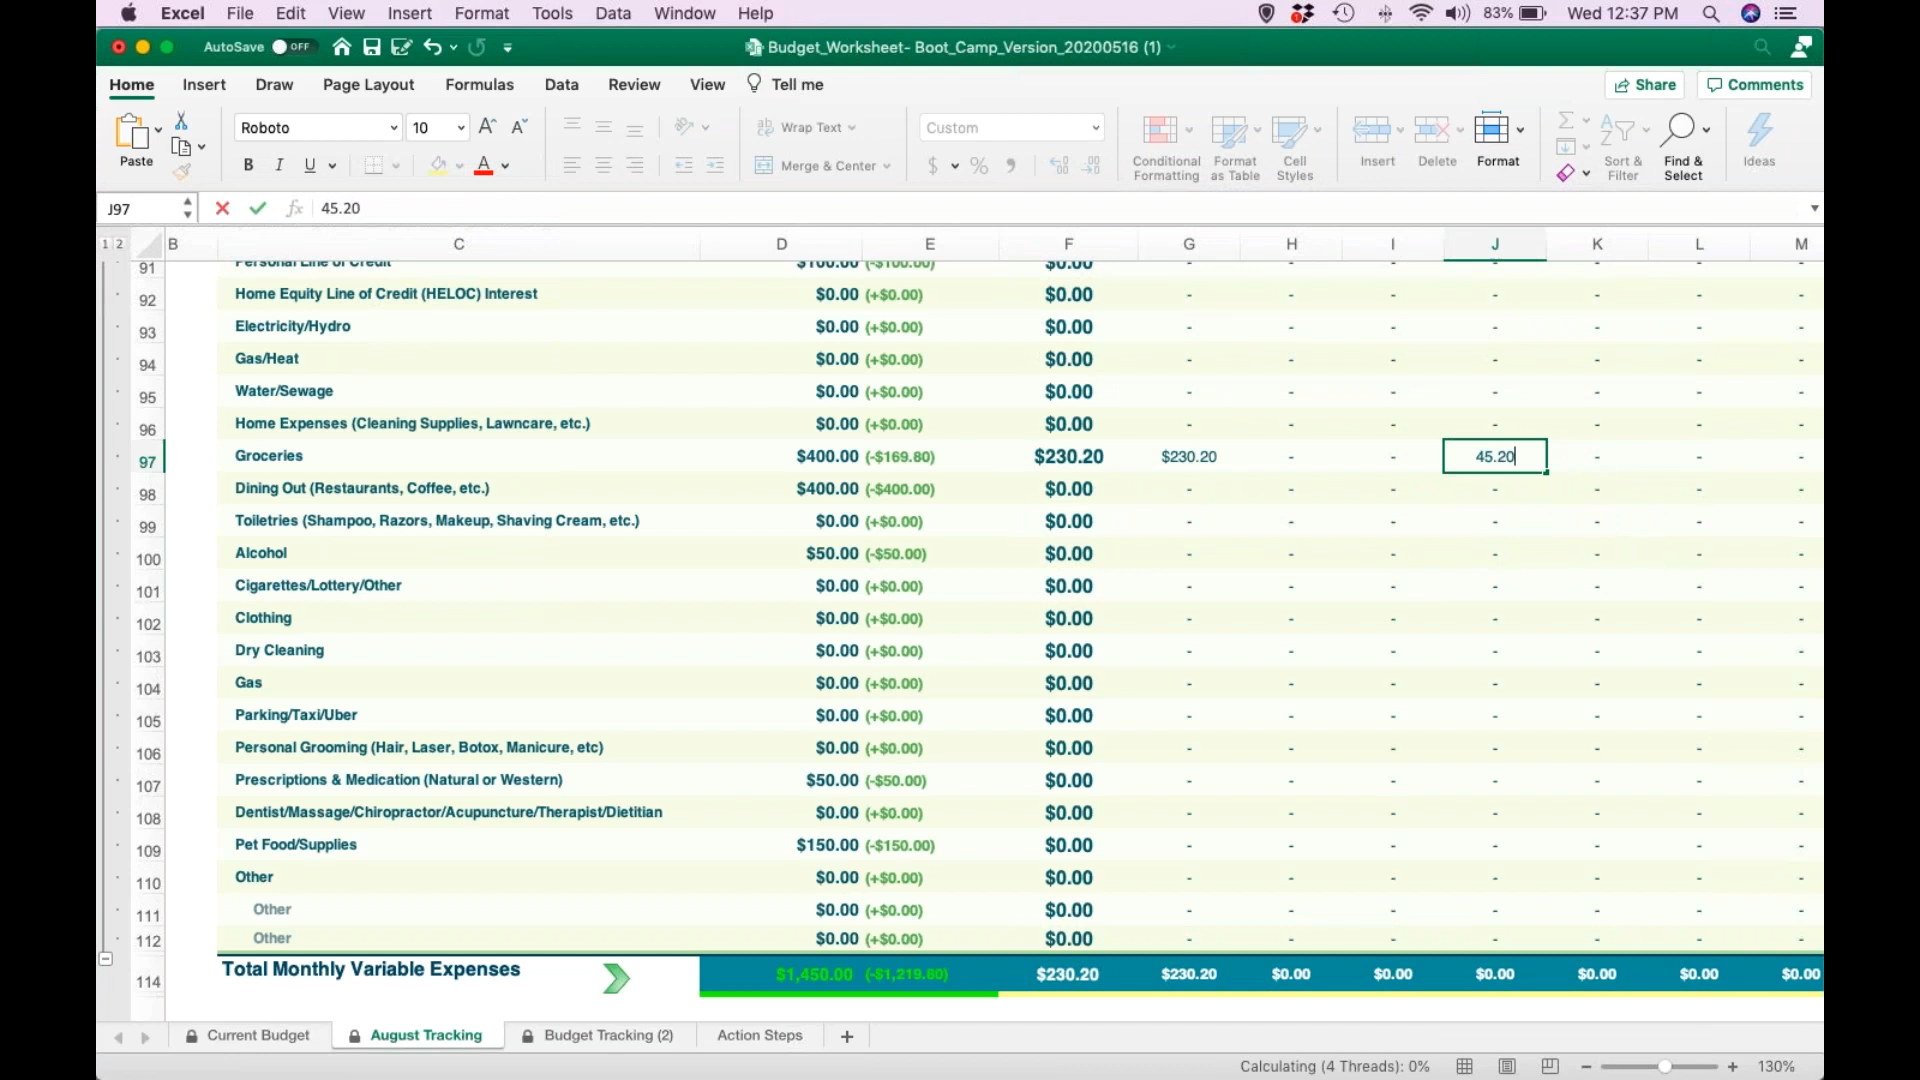 Excel File Edit View Insert Format Tools Data Window Help 83% Wed 12:37 PM
AutoSave OFF Budget_Worksheet- Boot_Camp_Version_20200516 (1)
Home Insert Draw Page Layout Formulas Data Review View Tell me Share Comments
Paste Roboto 10 Wrap Text Custom
B I U A Merge & Center $ % Conditional Formatting Format as Table Cell Styles Insert Delete Format Sort & Filter Find & Select Ideas
J97 fx 45.20
1 2 B C D E F G H I J K L M
91 Personal Line of Credit $100.00 (-$100.00) $0.00 - - - - - - -
92 Home Equity Line of Credit (HELOC) Interest $0.00 (+$0.00) $0.00 - - - - - - -
93 Electricity/Hydro $0.00 (+$0.00) $0.00 - - - - - - -
94 Gas/Heat $0.00 (+$0.00) $0.00 - - - - - - -
95 Water/Sewage $0.00 (+$0.00) $0.00 - - - - - - -
96 Home Expenses (Cleaning Supplies, Lawncare, etc.) $0.00 (+$0.00) $0.00 - - - - - - -
97 Groceries $400.00 (-$169.80) $230.20 $230.20 - - 45.20 - - -
98 Dining Out (Restaurants, Coffee, etc.) $400.00 (-$400.00) $0.00 - - - - - - -
99 Toiletries (Shampoo, Razors, Makeup, Shaving Cream, etc.) $0.00 (+$0.00) $0.00 - - - - - - -
100 Alcohol $50.00 (-$50.00) $0.00 - - - - - - -
101 Cigarettes/Lottery/Other $0.00 (+$0.00) $0.00 - - - - - - -
102 Clothing $0.00 (+$0.00) $0.00 - - - - - - -
103 Dry Cleaning $0.00 (+$0.00) $0.00 - - - - - - -
104 Gas $0.00 (+$0.00) $0.00 - - - - - - -
105 Parking/Taxi/Uber $0.00 (+$0.00) $0.00 - - - - - - -
106 Personal Grooming (Hair, Laser, Botox, Manicure, etc) $0.00 (+$0.00) $0.00 - - - - - - -
107 Prescriptions & Medication (Natural or Western) $50.00 (-$50.00) $0.00 - - - - - - -
108 Dentist/Massage/Chiropractor/Acupuncture/Therapist/Dietitian $0.00 (+$0.00) $0.00 - - - - - - -
109 Pet Food/Supplies $150.00 (-$150.00) $0.00 - - - - - - -
110 Other $0.00 (+$0.00) $0.00 - - - - - - -
111 Other $0.00 (+$0.00) $0.00 - - - - - - -
112 Other $0.00 (+$0.00) $0.00 - - - - - - -
114 Total Monthly Variable Expenses $1,450.00 (-$1,219.80) $230.20 $230.20 $0.00 $0.00 $0.00 $0.00 $0.00 $0.00
Current Budget August Tracking Budget Tracking (2) Action Steps +
Calculating (4 Threads): 0% - + 130%